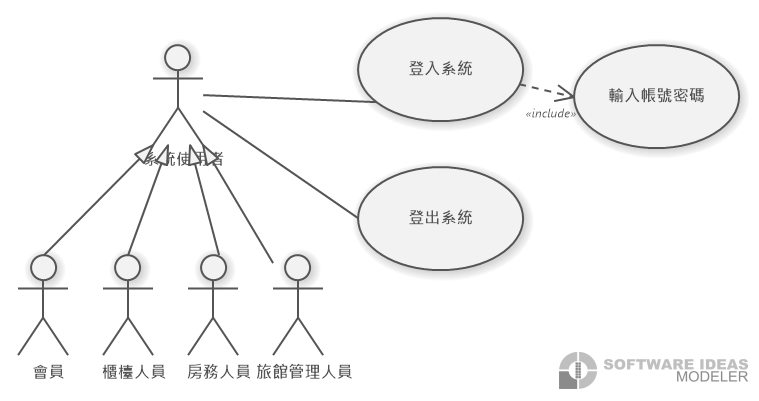 登入系統
輸入帳號密碼
«include»
系統使用者
登出系統
會員
櫃檯人員
房務人員
旅館管理人員
SOFTWARE IDEAS
MODELER